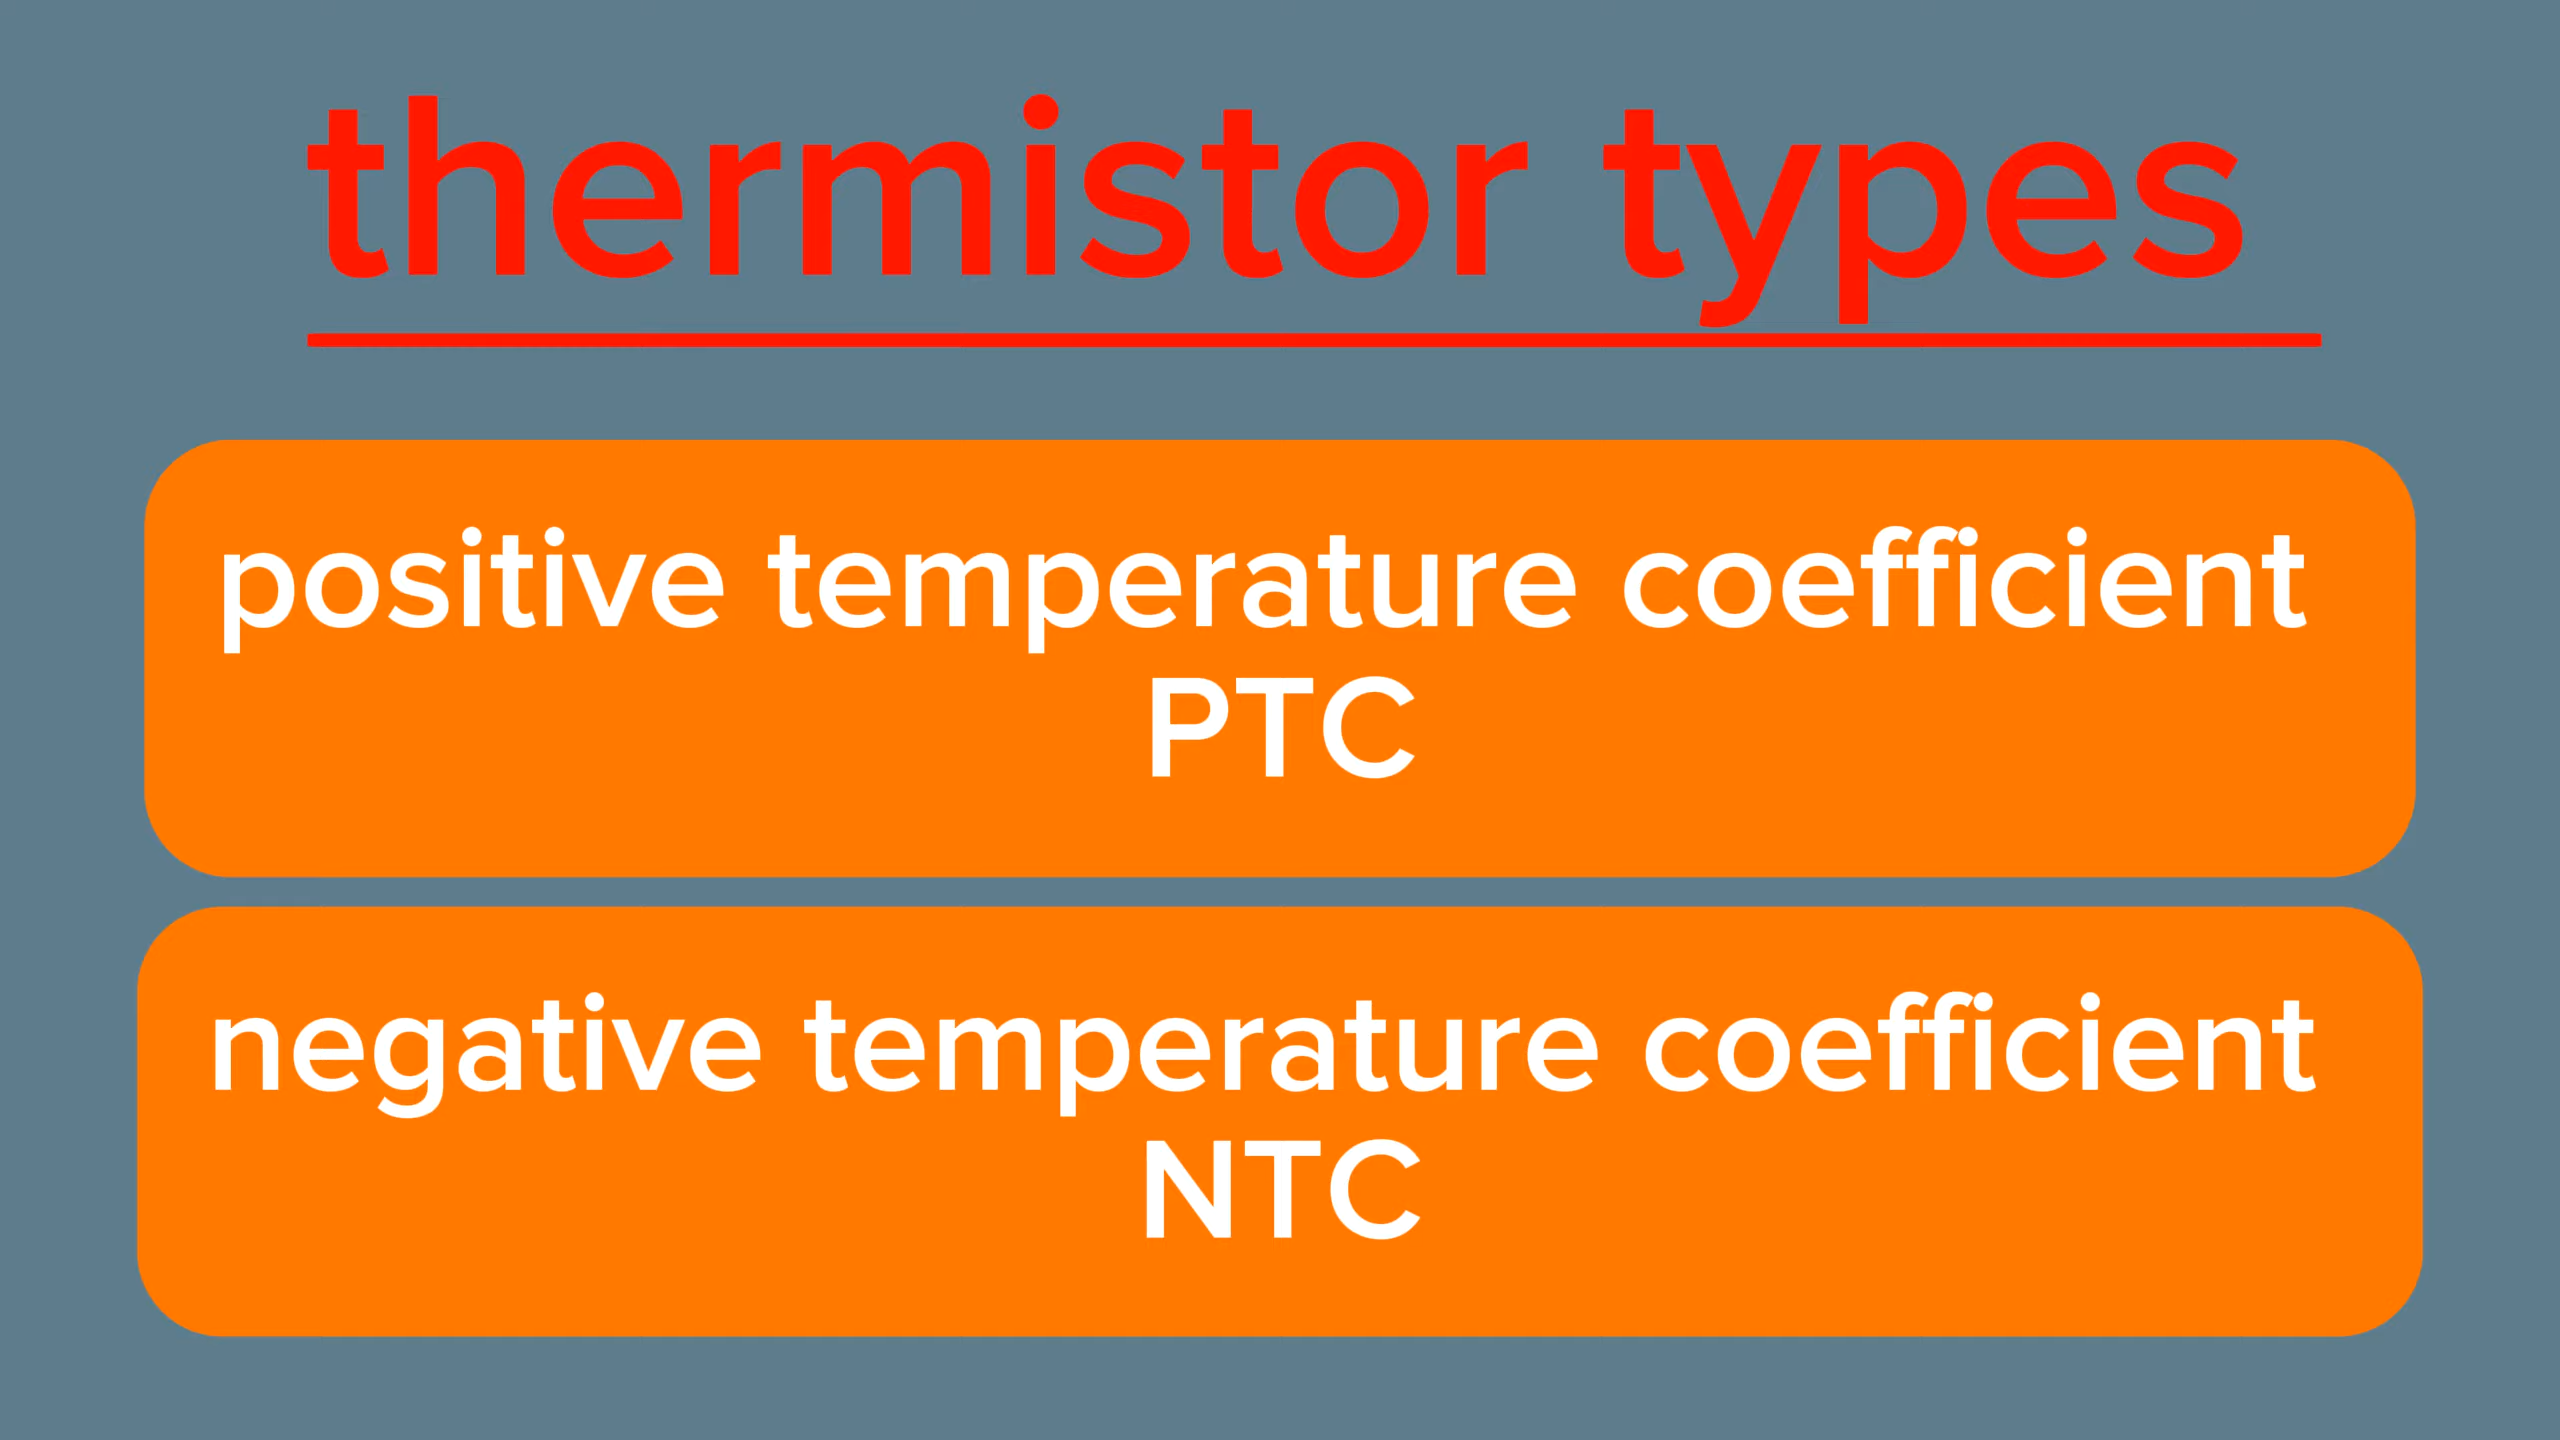 thermistor types
positive temperature coefficient
PTC
negative temperature coefficient
NTC